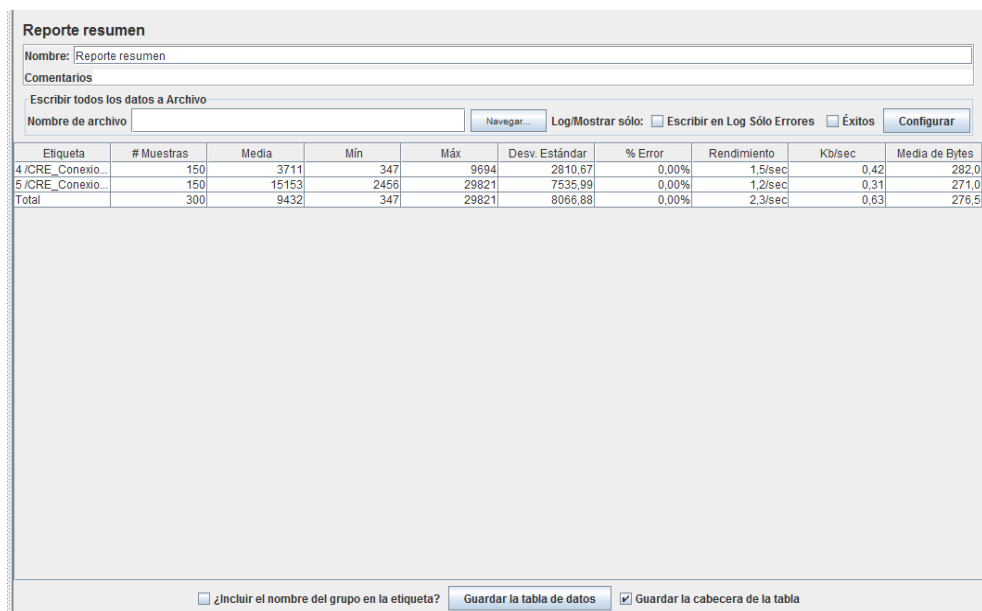 Reporte resumen
Nombre: Reporte resumen
Comentarios
Escribir todos los datos a Archivo
Nombre de archivo Navegar... Log/Mostrar sólo: Escribir en Log Sólo Errores Éxitos Configurar
Etiqueta # Muestras Media Mín Máx Desv. Estándar % Error Rendimiento Kb/sec Media de Bytes
4 /CRE_Conexio... 150 3711 347 9694 2810,67 0,00% 1,5/sec 0,42 282,0
5 /CRE_Conexio... 150 15153 2456 29821 7535,99 0,00% 1,2/sec 0,31 271,0
Total 300 9432 347 29821 8066,88 0,00% 2,3/sec 0,63 276,5
¿Incluir el nombre del grupo en la etiqueta? Guardar la tabla de datos Guardar la cabecera de la tabla